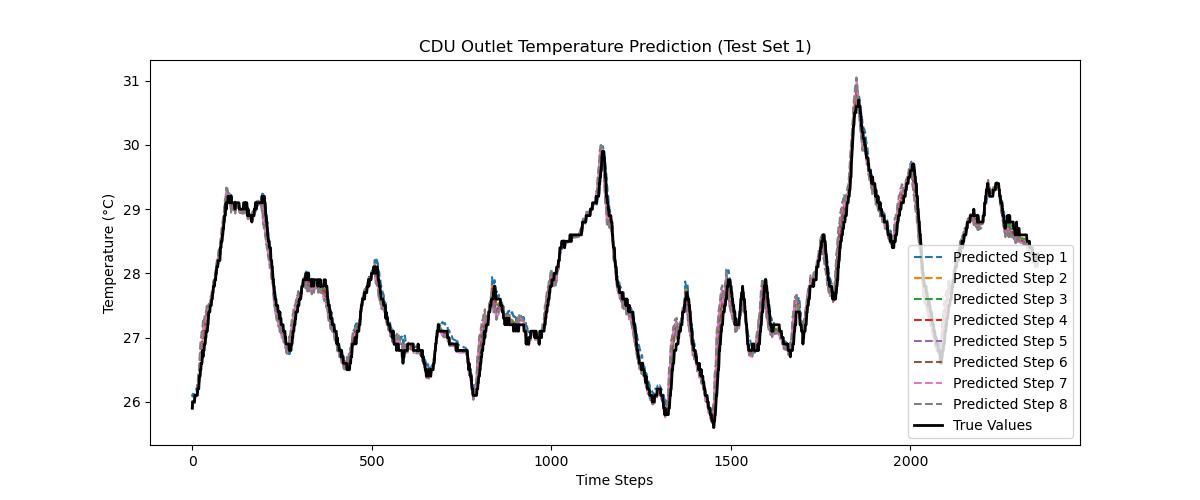 CDU Outlet Temperature Prediction (Test Set 1)
Temperature (°C)
31
30
29
28
27
26
0
500
1000
1500
2000
Time Steps
Predicted Step 1
Predicted Step 2
Predicted Step 3
Predicted Step 4
Predicted Step 5
Predicted Step 6
Predicted Step 7
Predicted Step 8
True Values